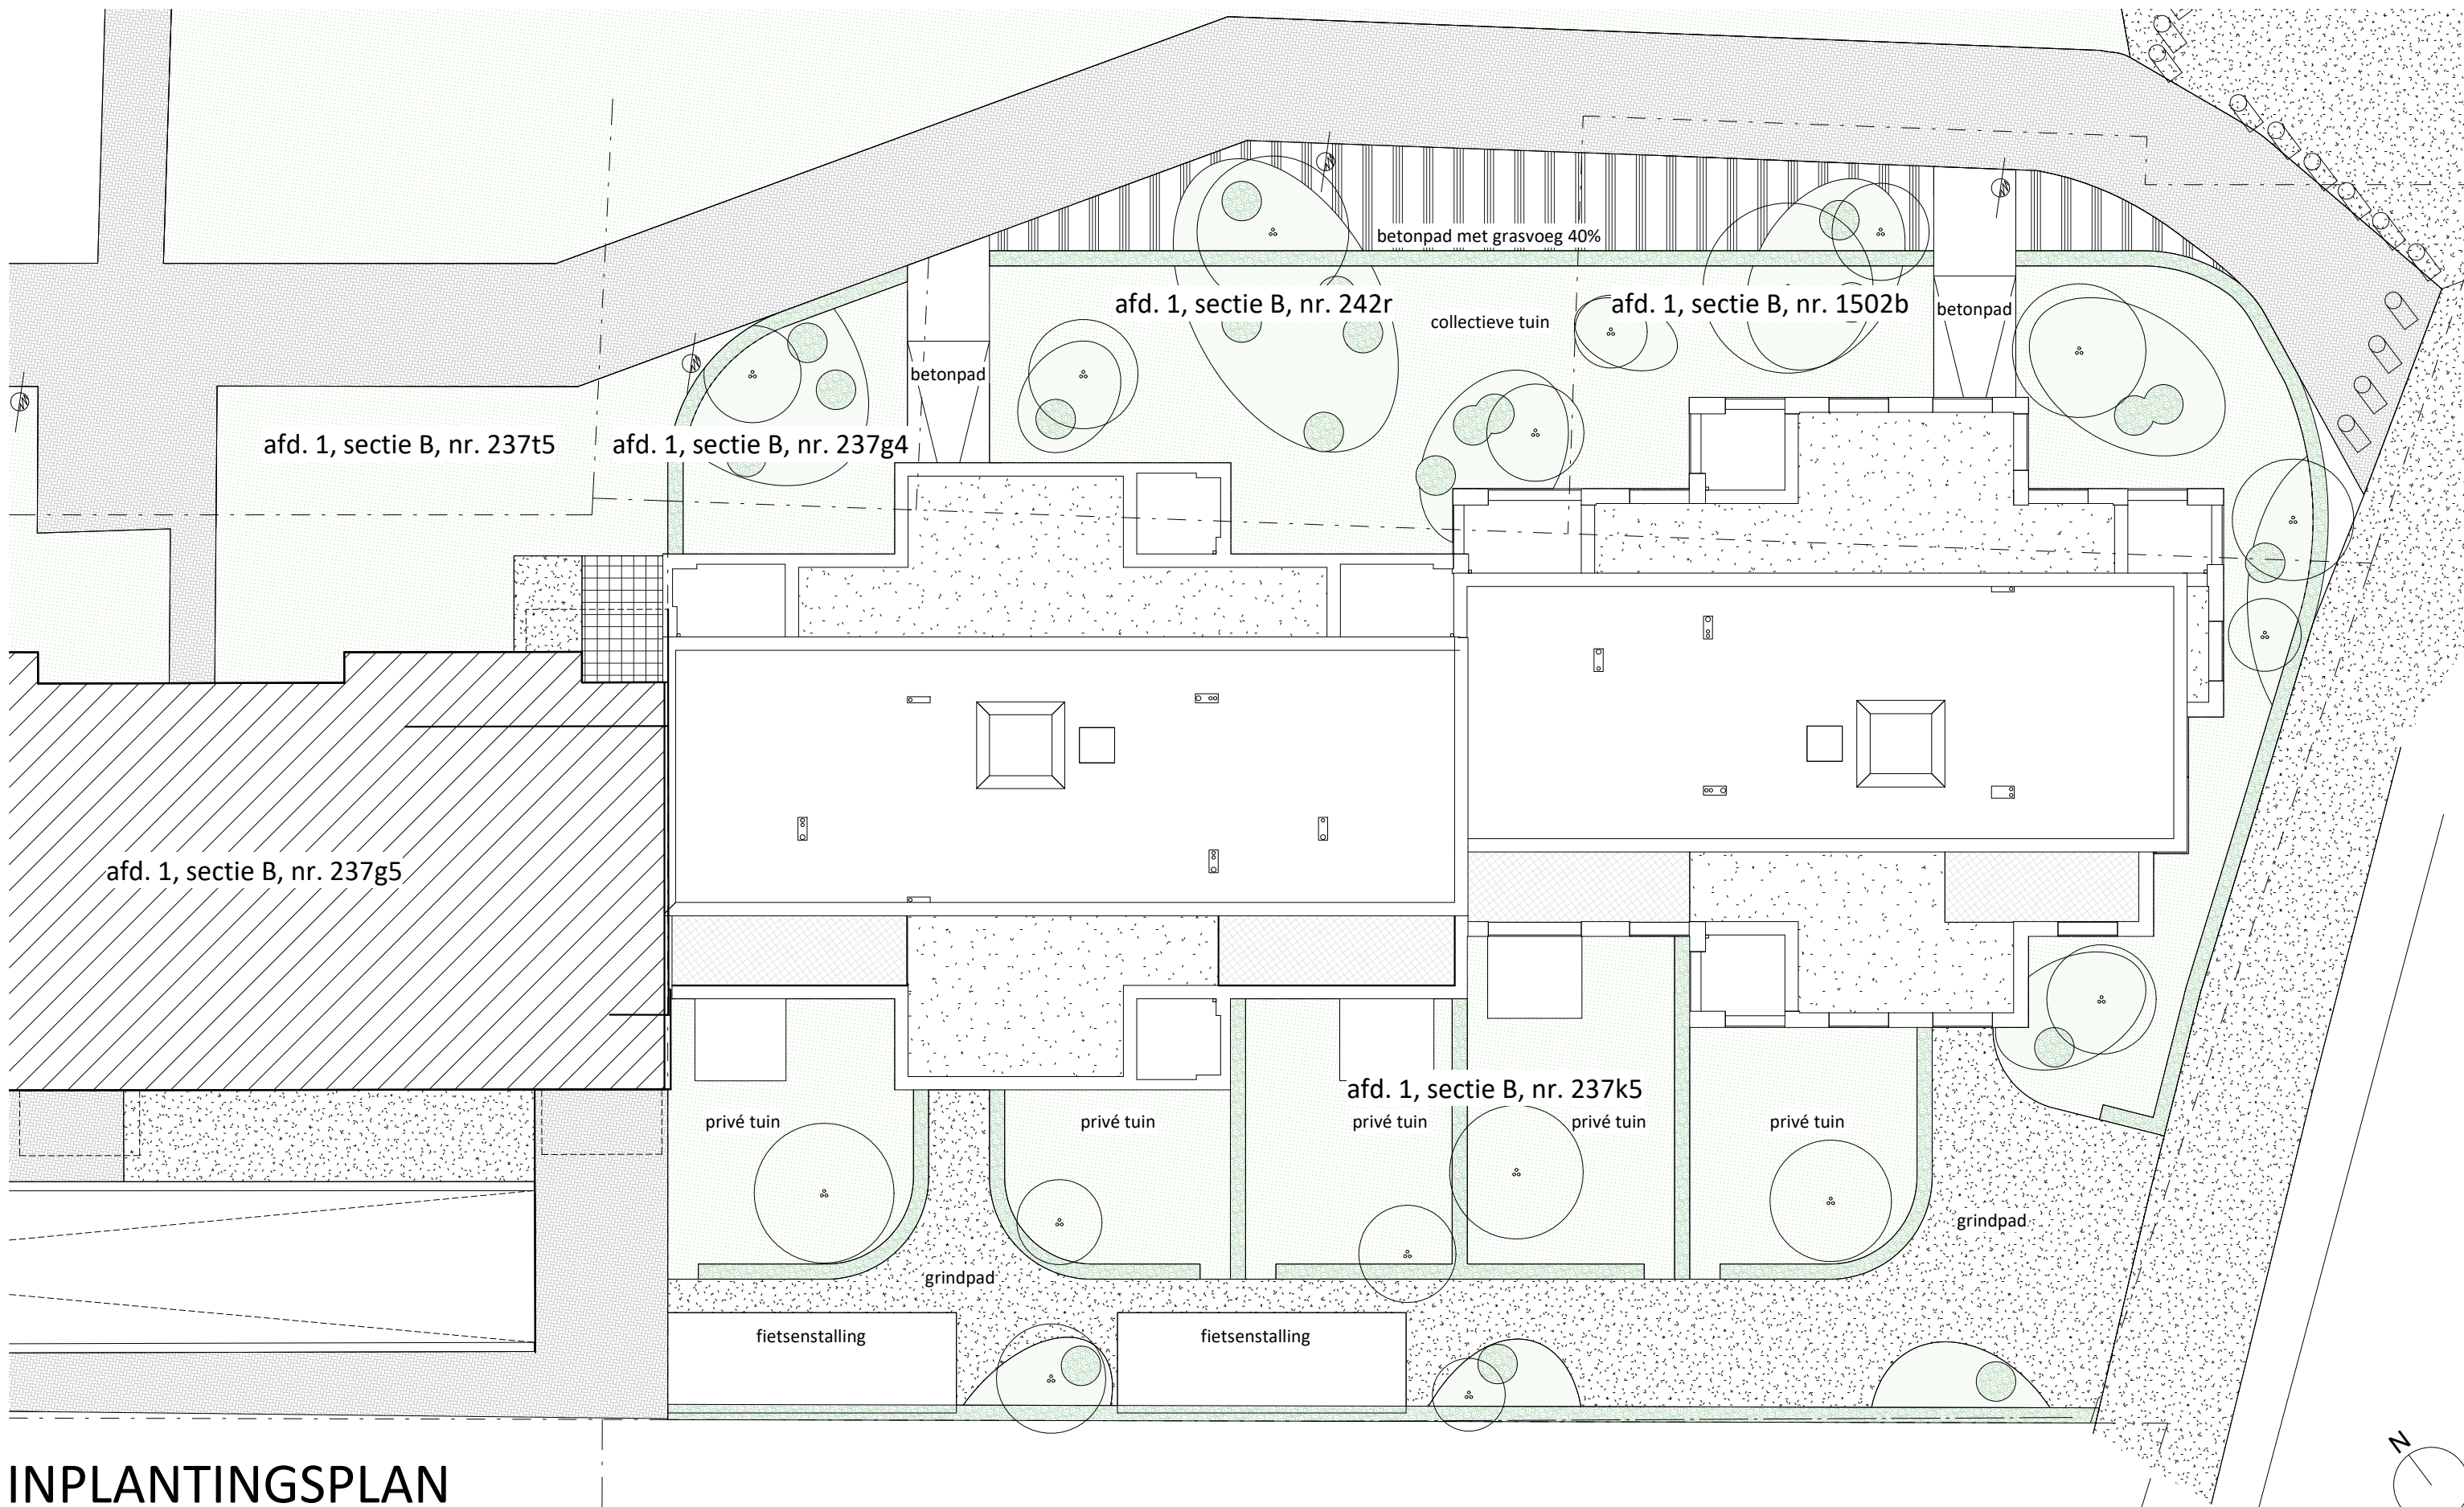 betonpad met grasvoeg 40%
afd. 1, sectie B, nr. 242r
afd. 1, sectie B, nr. 1502b
collectieve tuin
betonpad
betonpad
afd. 1, sectie B, nr. 237t5
afd. 1, sectie B, nr. 237g4
afd. 1, sectie B, nr. 237g5
afd. 1, sectie B, nr. 237k5
privé tuin
privé tuin
privé tuin
privé tuin
privé tuin
grindpad
grindpad
fietsenstalling
fietsenstalling
N
INPLANTINGSPLAN